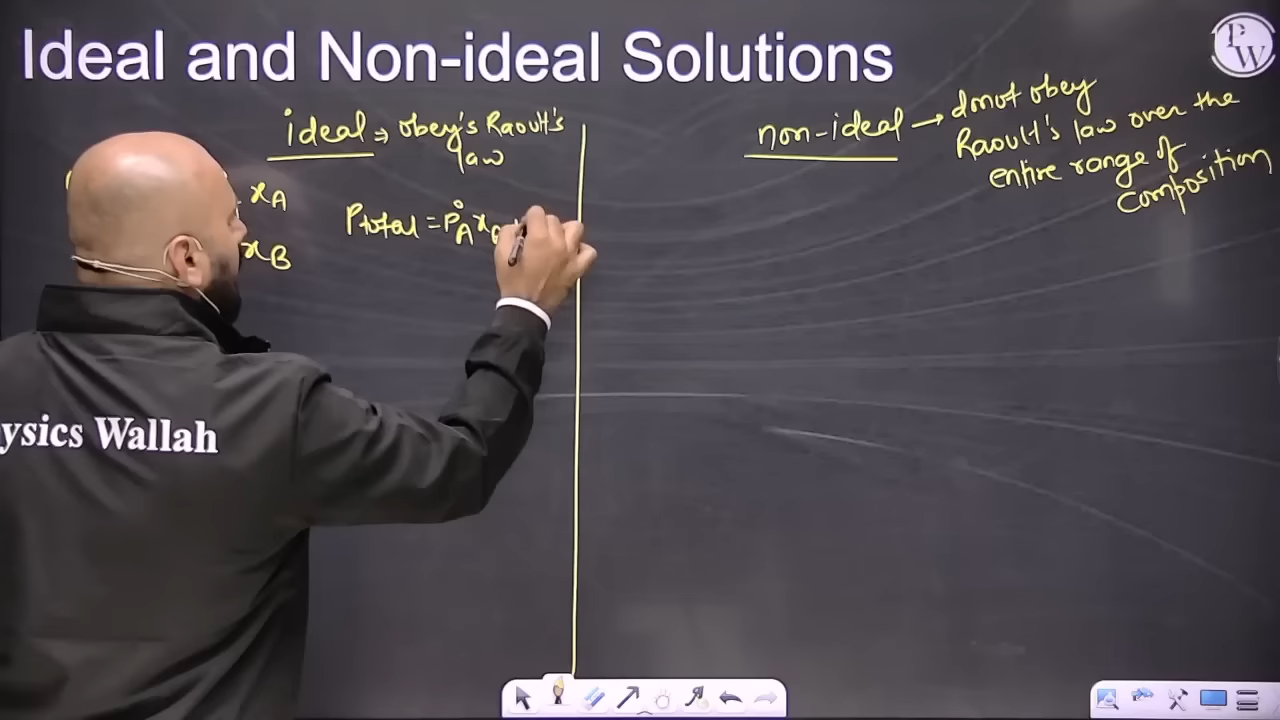 Ideal and Non-ideal Solutions
PW
ideal ⇒ obey's Raoult's
law
non-ideal → donot obey
Raoult's law over the
entire range of
composition
xA
xB
Ptotal = P°A x
ysics Wallah